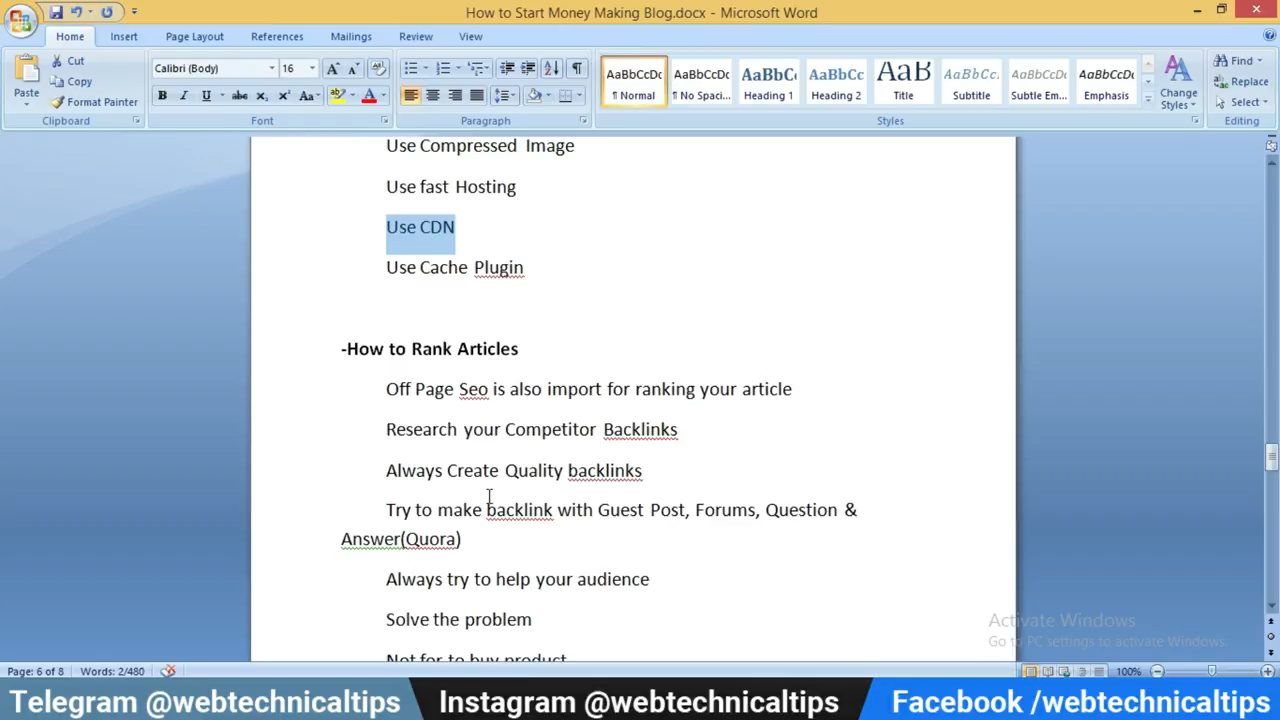 How to Start Money Making Blog.docx - Microsoft Word
Home Insert Page Layout References Mailings Review View
Paste
Cut
Copy
Format Painter
Clipboard
Calibri (Body) 16
Font
Paragraph
AaBbCcDc AaBbCcDc AaBbC AaBbCc AaB AaBbCc. AaBbCcDc AaBbCcDc
¶ Normal ¶ No Spaci... Heading 1 Heading 2 Title Subtitle Subtle Em... Emphasis
Change Styles
Styles
Find
Replace
Select
Editing
Use Compressed Image
Use fast Hosting
Use CDN
Use Cache Plugin
-How to Rank Articles
Off Page Seo is also import for ranking your article
Research your Competitor Backlinks
Always Create Quality backlinks
Try to make backlink with Guest Post, Forums, Question &
Answer(Quora)
Always try to help your audience
Solve the problem
Not for to buy product
Activate Windows
Go to PC settings to activate Windows.
Page: 6 of 8 Words: 2/480 100%
Telegram @webtechnicaltips Instagram @webtechnicaltips Facebook /webtechnicaltips